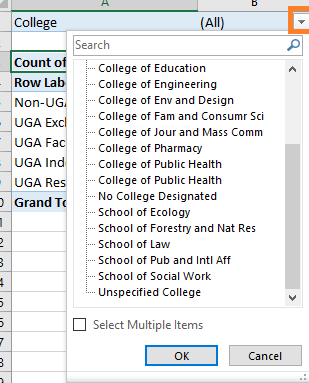 A B
College (All)
Search
Count of
Row Labe
Non-UGA
UGA Exc
UGA Fac
UGA Ind
UGA Res
Grand To
College of Education
College of Engineering
College of Env and Design
College of Fam and Consumr Sci
College of Jour and Mass Comm
College of Pharmacy
College of Public Health
College of Public Health
No College Designated
School of Ecology
School of Forestry and Nat Res
School of Law
School of Pub and Intl Aff
School of Social Work
Unspecified College
Select Multiple Items
OK Cancel